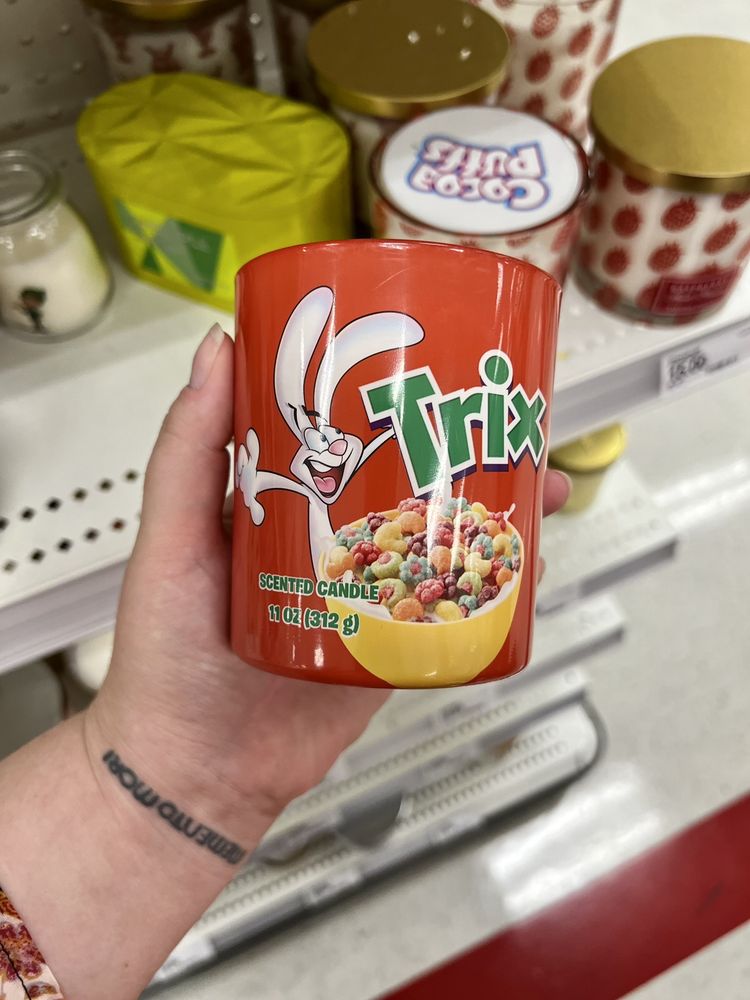 COCOA
PUFFS
Trix
SCENTED CANDLE
11 OZ (312 g)
MEMENTO MORI